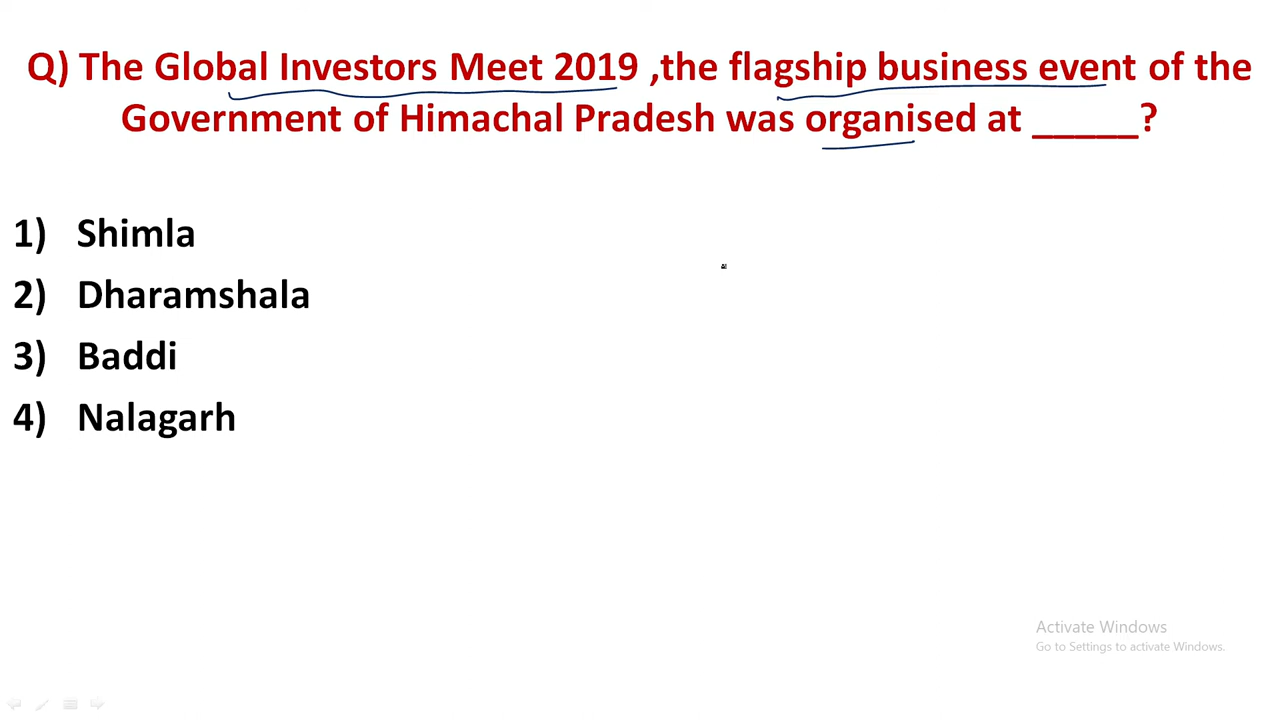 Q) The Global Investors Meet 2019 ,the flagship business event of the
Government of Himachal Pradesh was organised at _____?
1) Shimla
2) Dharamshala
3) Baddi
4) Nalagarh
Activate Windows
Go to Settings to activate Windows.